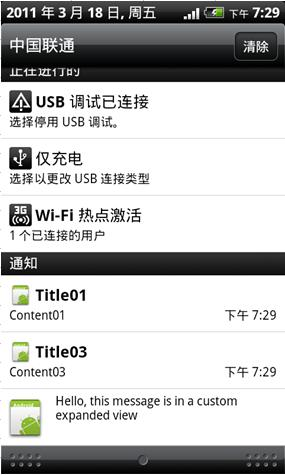 2011 年 3 月 18 日, 周五 下午 7:29
中国联通 清除
正在进行的
USB 调试已连接
选择停用 USB 调试。
仅充电
选择以更改 USB 连接类型
3G Wi-Fi 热点激活
1 个已连接的用户
通知
Title01
Content01 下午 7:29
Title03
Content03 下午 7:29
Hello, this message is in a custom
expanded view